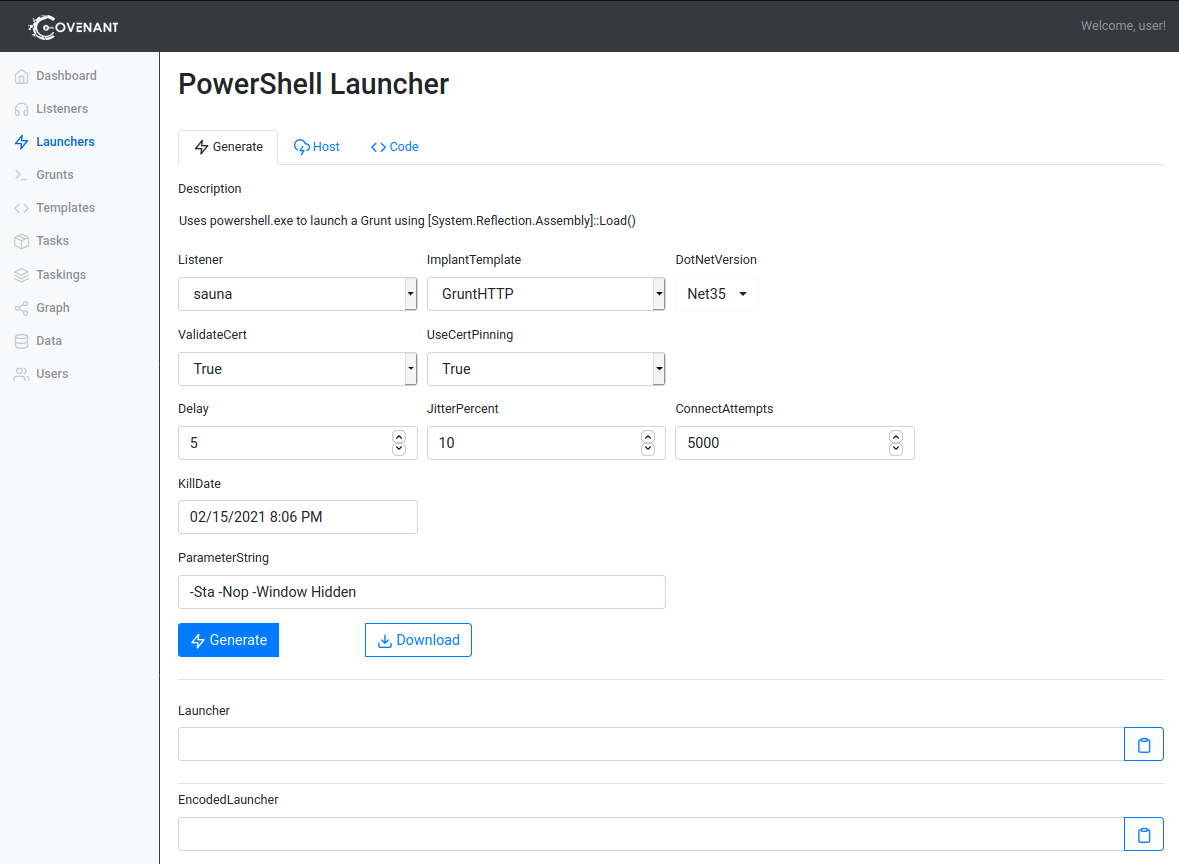 COVENANT
Welcome, user!
Dashboard
Listeners
Launchers
Grunts
Templates
Tasks
Taskings
Graph
Data
Users
PowerShell Launcher
Generate Host Code
Description
Uses powershell.exe to launch a Grunt using [System.Reflection.Assembly]::Load()
Listener ImplantTemplate DotNetVersion
sauna GruntHTTP Net35
ValidateCert UseCertPinning
True True
Delay JitterPercent ConnectAttempts
5 10 5000
KillDate
02/15/2021 8:06 PM
ParameterString
-Sta -Nop -Window Hidden
Generate Download
Launcher
EncodedLauncher